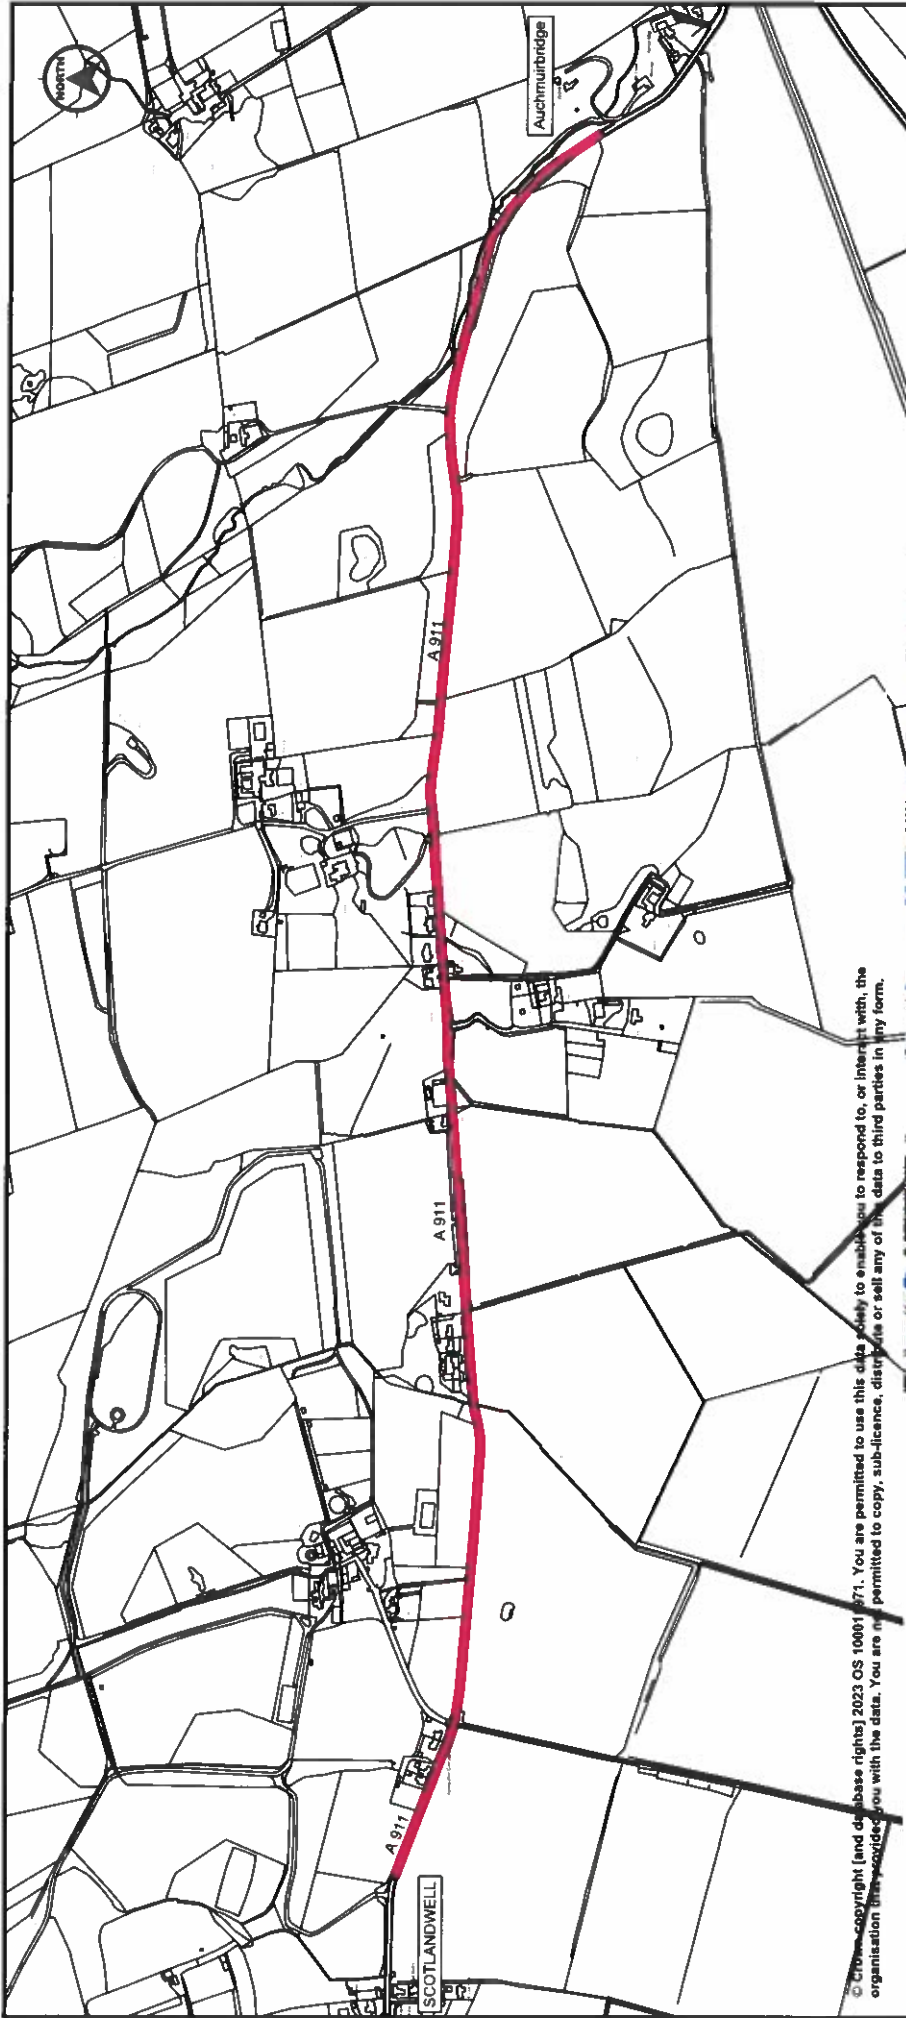 NORTH
Auchmuirbridge
A 911
A 911
A 911
SCOTLANDWELL
© Crown copyright [and database rights] 2023 OS 100011971. You are permitted to use this data solely to enable you to respond to, or interact with, the
organisation that provided you with the data. You are not permitted to copy, sub-licence, distribute or sell any of this data to third parties in any form.